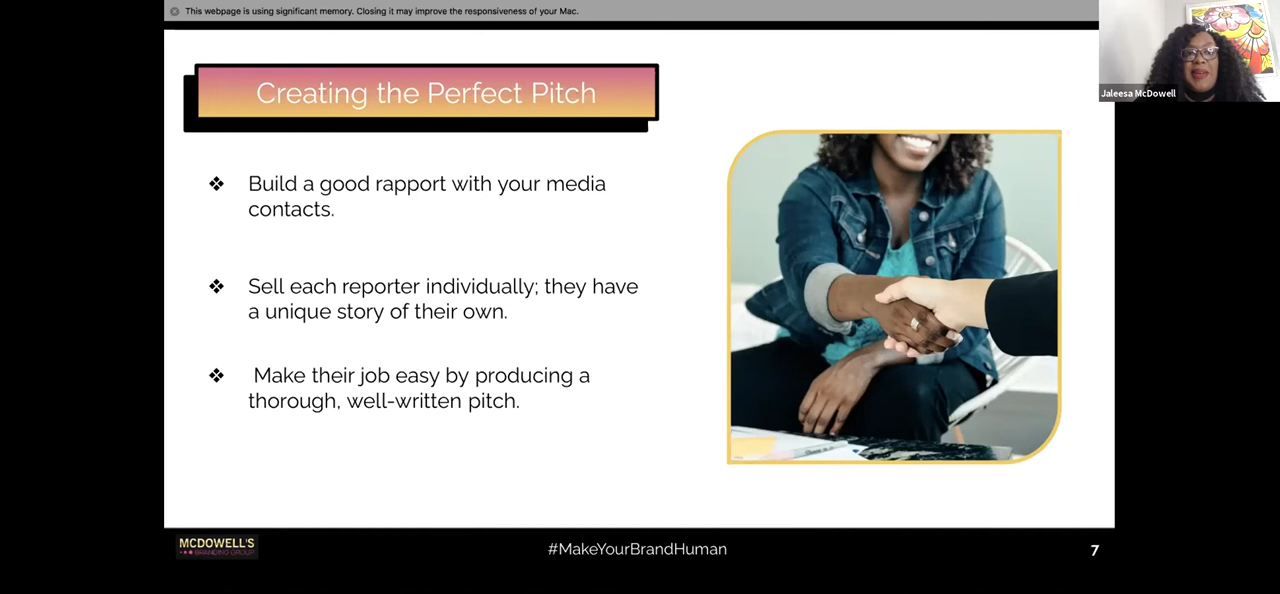 This webpage is using significant memory. Closing it may improve the responsiveness of your Mac.
Jaleesa McDowell
Creating the Perfect Pitch
❖ Build a good rapport with your media
contacts.
❖ Sell each reporter individually; they have
a unique story of their own.
❖ Make their job easy by producing a
thorough, well-written pitch.
MCDOWELL'S
BRANDING GROUP
#MakeYourBrandHuman
7